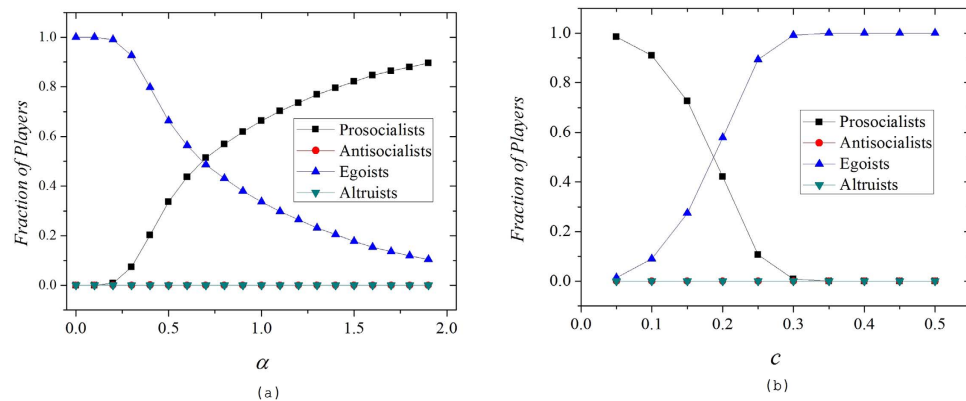 Fraction of Players
1.0
0.8
0.6
0.4
0.2
0.0
Prosocialists
Antisocialists
Egoists
Altruists
0.0 0.5 1.0 1.5 2.0
α
(a)
Fraction of Players
1.0
0.8
0.6
0.4
0.2
0.0
Prosocialists
Antisocialists
Egoists
Altruists
0.0 0.1 0.2 0.3 0.4 0.5
c
(b)